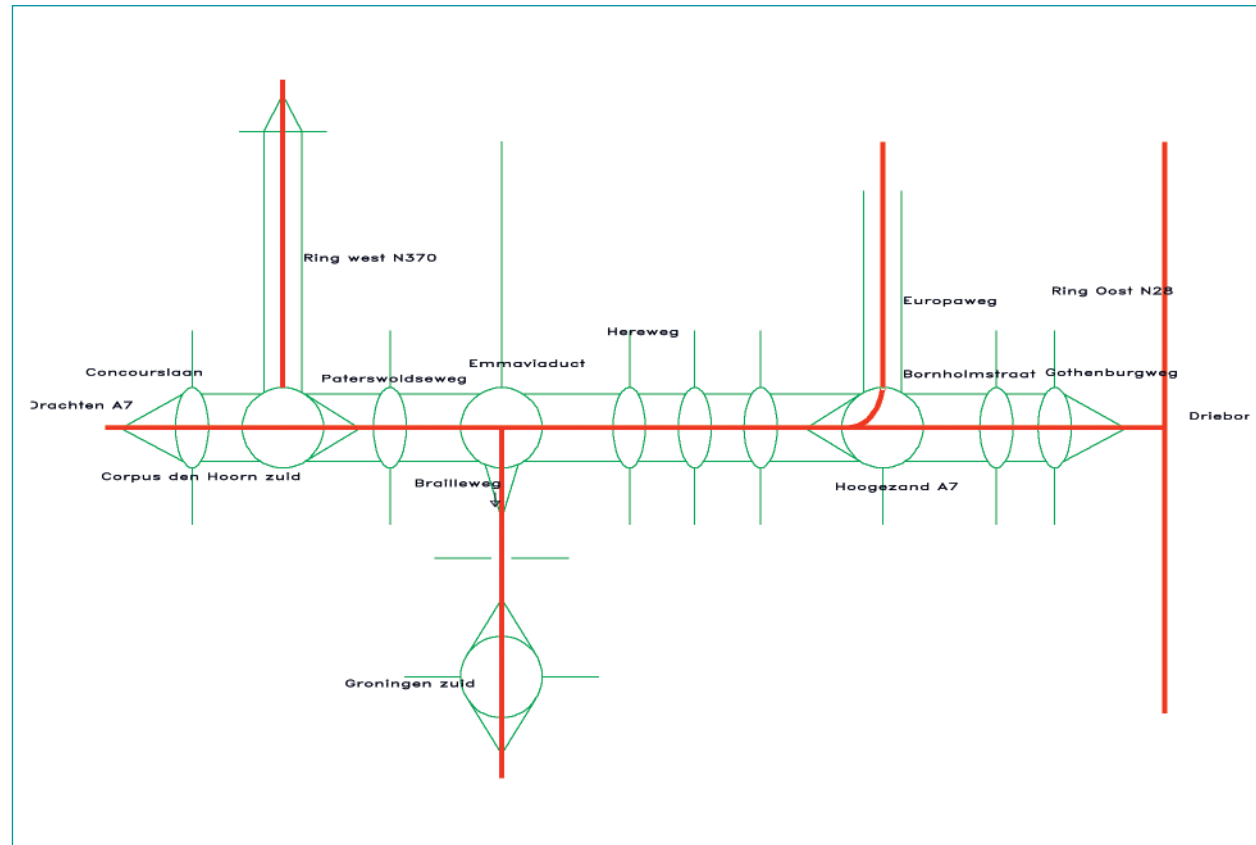 Ring west N370
Ring Oost N28
Europaweg
Hereweg
Emmaviaduct
Concourslaan
Paterswoldseweg
Bornholmstraat
Gothenburgweg
Drachten A7
Driebor
Corpus den Hoorn zuid
Brailleweg
Hoogezand A7
Groningen zuid